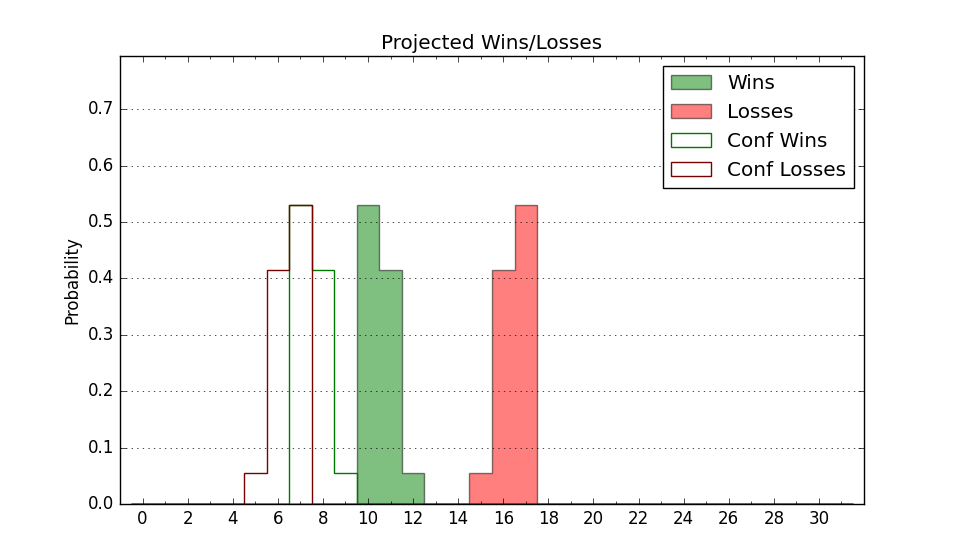 Projected Wins/Losses
Wins
Losses
Conf Wins
Conf Losses
Probability
0.7
0.6
0.5
0.4
0.3
0.2
0.1
0.0
0 2 4 6 8 10 12 14 16 18 20 22 24 26 28 30